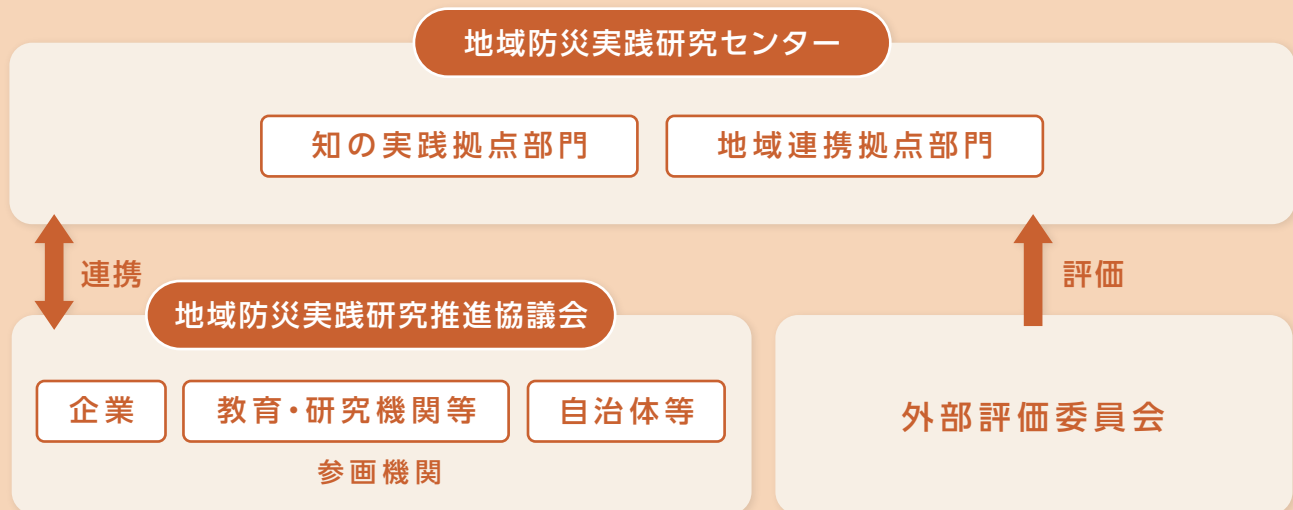 地域防災実践研究センター
知の実践拠点部門
地域連携拠点部門
連携
評価
地域防災実践研究推進協議会
企業
教育・研究機関等
自治体等
参画機関
外部評価委員会